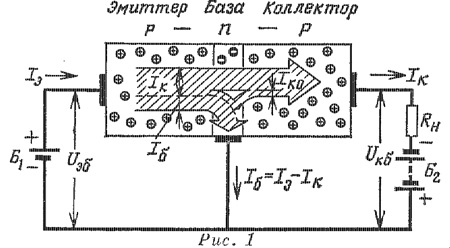 Эмиттер База Коллектор
p — n — p
Iэ
Iк
Iк0
Iк
Iб
Rн
Б1
Uэб
Iб=Iэ-Iк
Uкб
Б2
Рис. 1